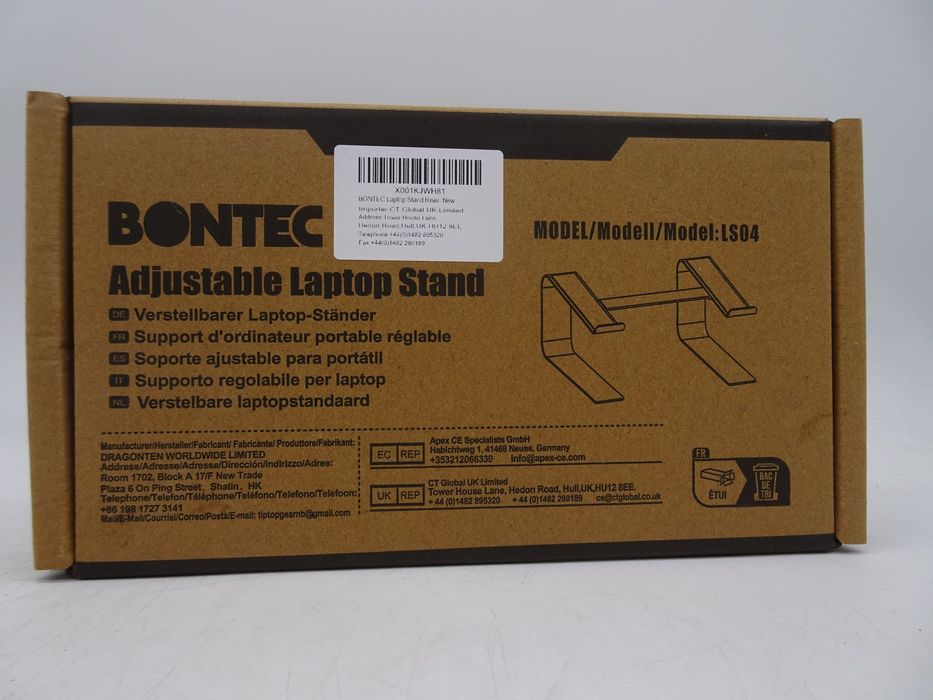 X001KJWH81
BONTEC Laptop Stand Riser New
Importer CT Global UK Limited
Address Tower House Lane,
Hedon Road,Hull,UK,HU12 8EE
Telephone +44(0)1482 895320
Fax +44(0)1482 280189
BONTEC
Adjustable Laptop Stand
DE Verstellbarer Laptop-Ständer
FR Support d'ordinateur portable réglable
ES Soporte ajustable para portátil
IT Supporto regolabile per laptop
NL Verstelbare laptopstandaard
MODEL/Modell/Model:LS04
Manufacturer/Hersteller/Fabricant/ Fabricante/ Produttore/Fabrikant:
DRAGONTEN WORLDWIDE LIMITED
Address/Adresse/Adresse/Dirección/Indirizzo/Adres:
Room 1702, Block A 17/F New Trade
Plaza 6 On Ping Street, Shatin, HK
Telephone/Telefon/Téléphone/Teléfono/Telefono/Telefoon:
+86 198 1727 3141
Mail/E-Mail/Courriel/Correo/Posta/E-mail: tiptopgearnb@gmail.com
EC REP
Apex CE Specialists GmbH
Habichtweg 1, 41468 Neuss, Germany
+353212066339 Info@apex-ce.com
UK REP
CT Global UK Limited
Tower House Lane, Hedon Road, Hull,UK,HU12 8EE.
+ 44 (0)1482 895320 + 44 (0)1482 280189 cs@ctglobal.co.uk
FR
ÉTUI
BAC
DE
TRI